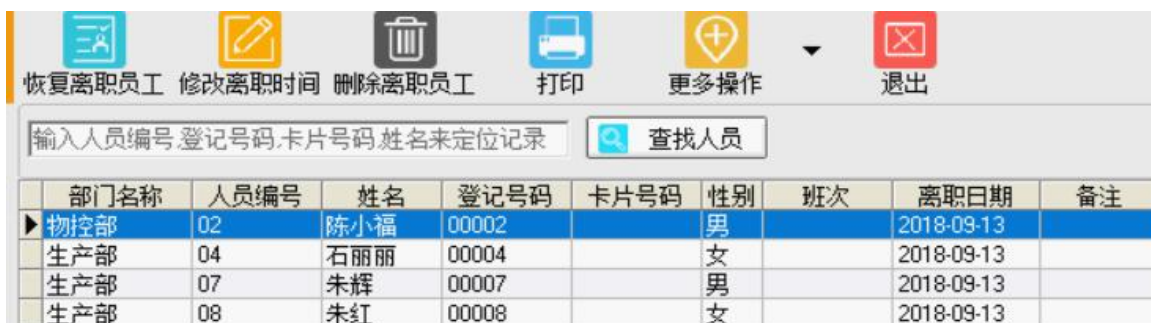 恢复离职员工 修改离职时间 删除离职员工 打印 更多操作 退出
输入人员编号,登记号码,卡片号码,姓名来定位记录 查找人员
部门名称 人员编号 姓名 登记号码 卡片号码 性别 班次 离职日期 备注
物控部 02 陈小福 00002 男 2018-09-13
生产部 04 石丽丽 00004 女 2018-09-13
生产部 07 朱辉 00007 男 2018-09-13
生产部 08 朱红 00008 女 2018-09-13